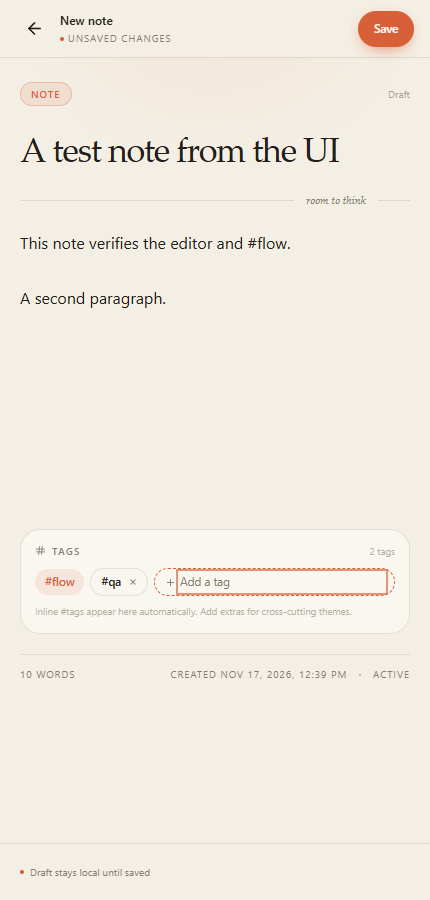 New note
UNSAVED CHANGES
Save
NOTE
Draft
A test note from the UI
room to think
This note verifies the editor and #flow.
A second paragraph.
# TAGS
2 tags
#flow
#qa ×
+ Add a tag
Inline #tags appear here automatically. Add extras for cross-cutting themes.
10 WORDS
CREATED NOV 17, 2026, 12:39 PM · ACTIVE
Draft stays local until saved